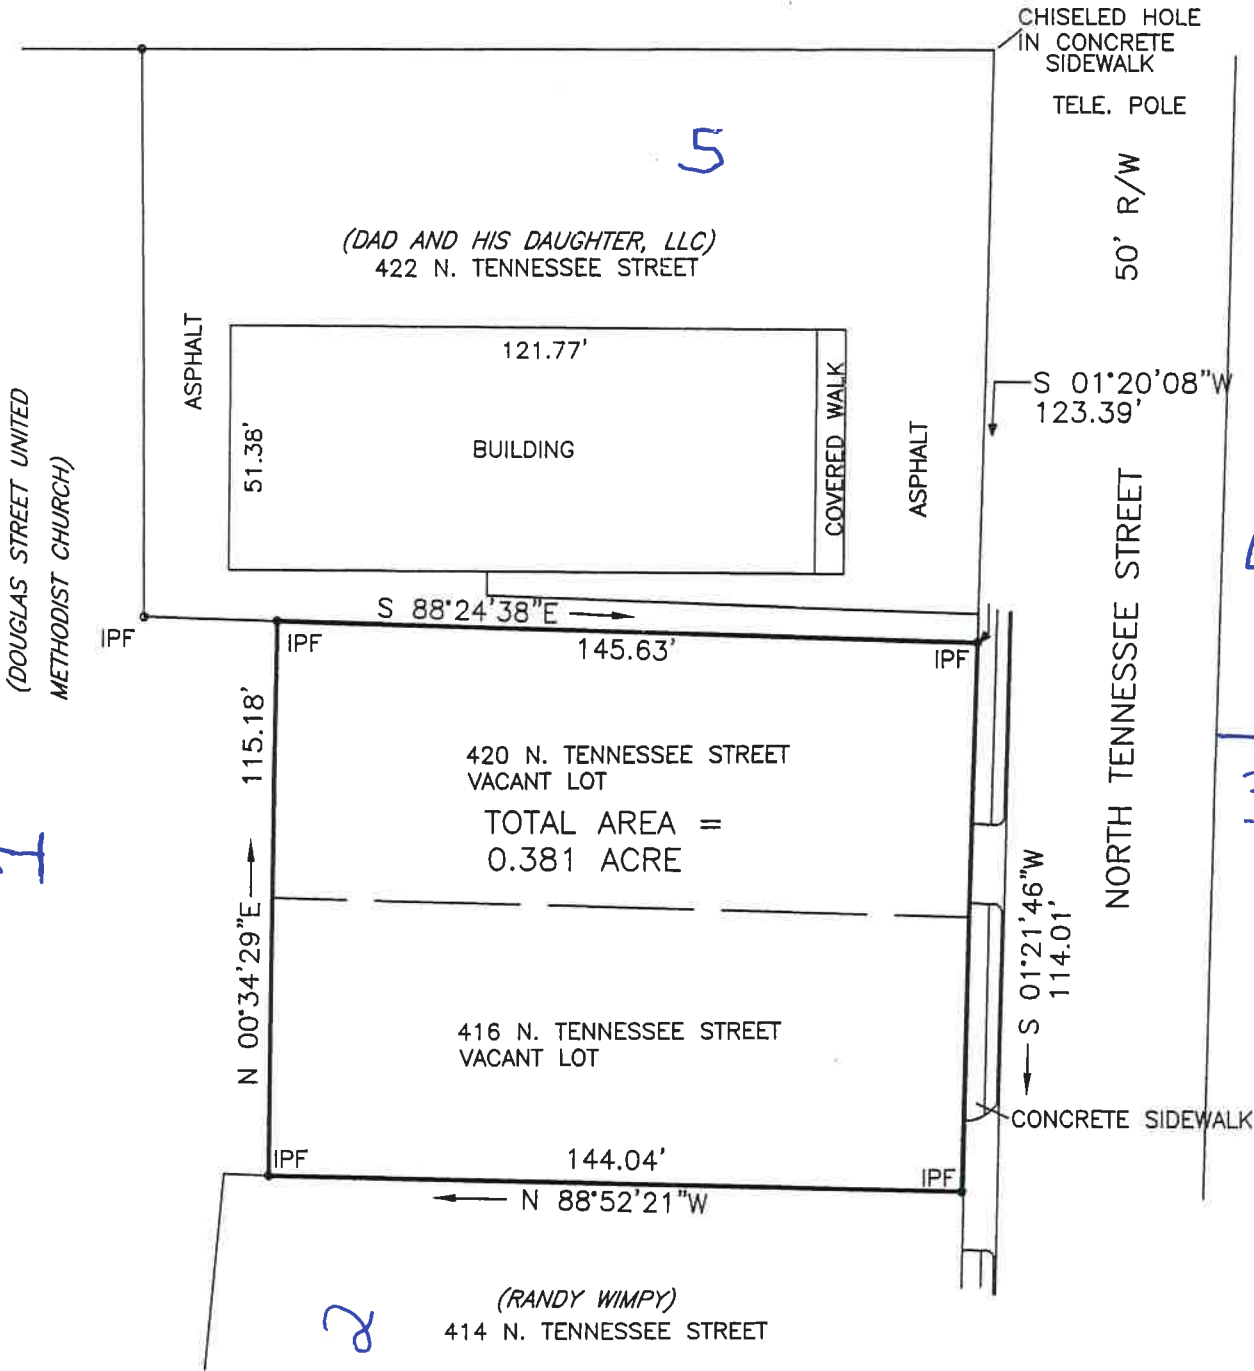 CHISELED HOLE
IN CONCRETE
SIDEWALK
TELE. POLE
5
50' R/W
(DAD AND HIS DAUGHTER, LLC)
422 N. TENNESSEE STREET
ASPHALT
121.77'
51.38'
BUILDING
COVERED WALK
ASPHALT
S 01°20'08"W
123.39'
(DOUGLAS STREET UNITED
METHODIST CHURCH)
NORTH TENNESSEE STREET
S 88°24'38"E
145.63'
IPF
IPF
IPF
115.18'
N 00°34'29"E
420 N. TENNESSEE STREET
VACANT LOT
TOTAL AREA =
0.381 ACRE
1
S 01°21'46"W
114.01'
416 N. TENNESSEE STREET
VACANT LOT
CONCRETE SIDEWALK
IPF
144.04'
IPF
N 88°52'21"W
2
(RANDY WIMPY)
414 N. TENNESSEE STREET